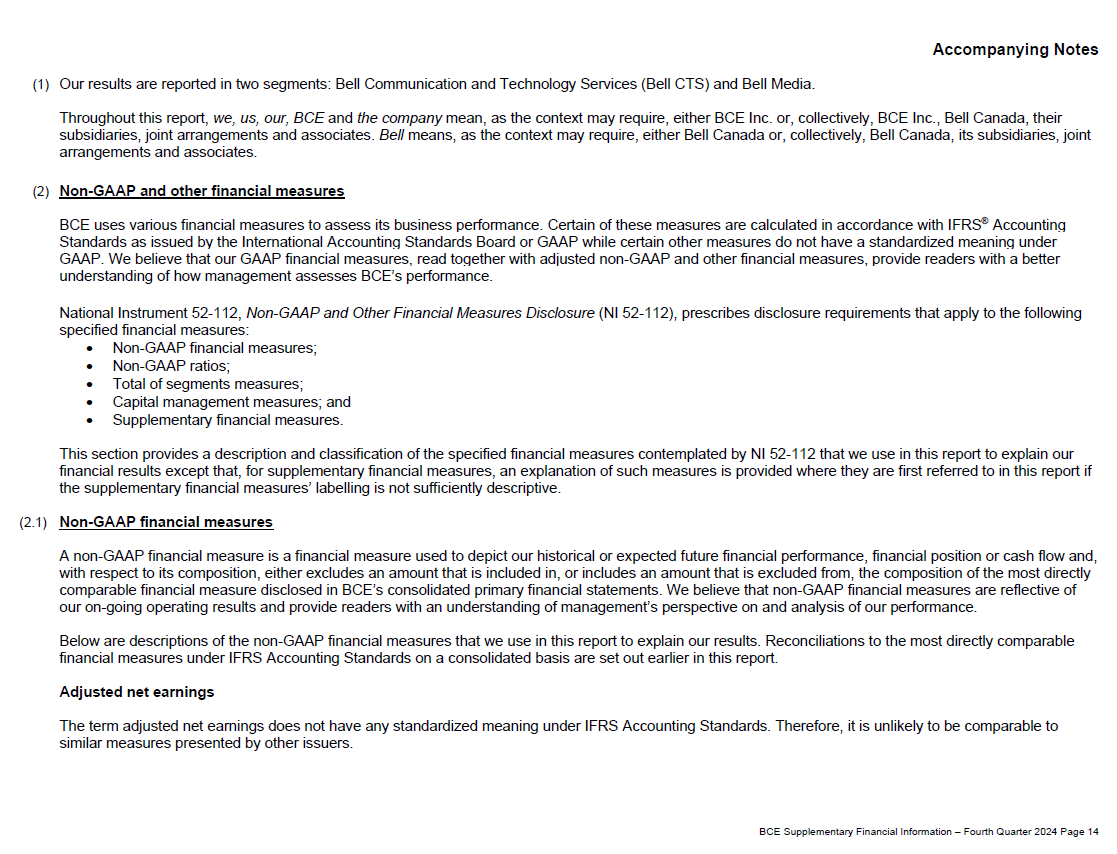 Accompanying Notes
(1) Our results are reported in two segments: Bell Communication and Technology Services (Bell CTS) and Bell Media.
Throughout this report, we, us, our, BCE and the company mean, as the context may require, either BCE Inc. or, collectively, BCE Inc., Bell Canada, their
subsidiaries, joint arrangements and associates. Bell means, as the context may require, either Bell Canada or, collectively, Bell Canada, its subsidiaries, joint
arrangements and associates.
(2) Non-GAAP and other financial measures
BCE uses various financial measures to assess its business performance. Certain of these measures are calculated in accordance with IFRS® Accounting
Standards as issued by the International Accounting Standards Board or GAAP while certain other measures do not have a standardized meaning under
GAAP. We believe that our GAAP financial measures, read together with adjusted non-GAAP and other financial measures, provide readers with a better
understanding of how management assesses BCE's performance.
National Instrument 52-112, Non-GAAP and Other Financial Measures Disclosure (NI 52-112), prescribes disclosure requirements that apply to the following
specified financial measures:
• Non-GAAP financial measures;
• Non-GAAP ratios;
• Total of segments measures;
• Capital management measures; and
• Supplementary financial measures.
This section provides a description and classification of the specified financial measures contemplated by NI 52-112 that we use in this report to explain our
financial results except that, for supplementary financial measures, an explanation of such measures is provided where they are first referred to in this report if
the supplementary financial measures' labelling is not sufficiently descriptive.
(2.1) Non-GAAP financial measures
A non-GAAP financial measure is a financial measure used to depict our historical or expected future financial performance, financial position or cash flow and,
with respect to its composition, either excludes an amount that is included in, or includes an amount that is excluded from, the composition of the most directly
comparable financial measure disclosed in BCE's consolidated primary financial statements. We believe that non-GAAP financial measures are reflective of
our on-going operating results and provide readers with an understanding of management's perspective on and analysis of our performance.
Below are descriptions of the non-GAAP financial measures that we use in this report to explain our results. Reconciliations to the most directly comparable
financial measures under IFRS Accounting Standards on a consolidated basis are set out earlier in this report.
Adjusted net earnings
The term adjusted net earnings does not have any standardized meaning under IFRS Accounting Standards. Therefore, it is unlikely to be comparable to
similar measures presented by other issuers.
BCE Supplementary Financial Information – Fourth Quarter 2024 Page 14